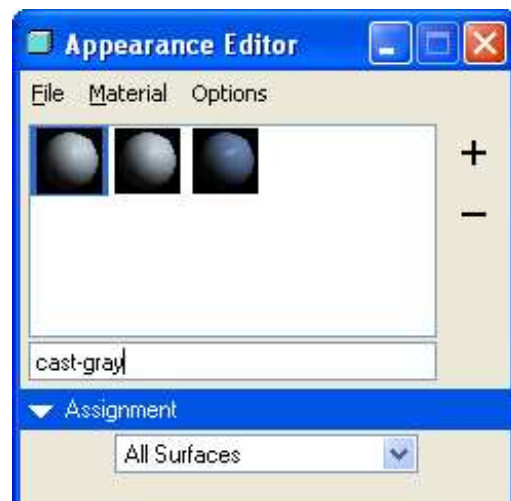 Appearance Editor
File Material Options
+
–
cast-gray
Assignment
All Surfaces